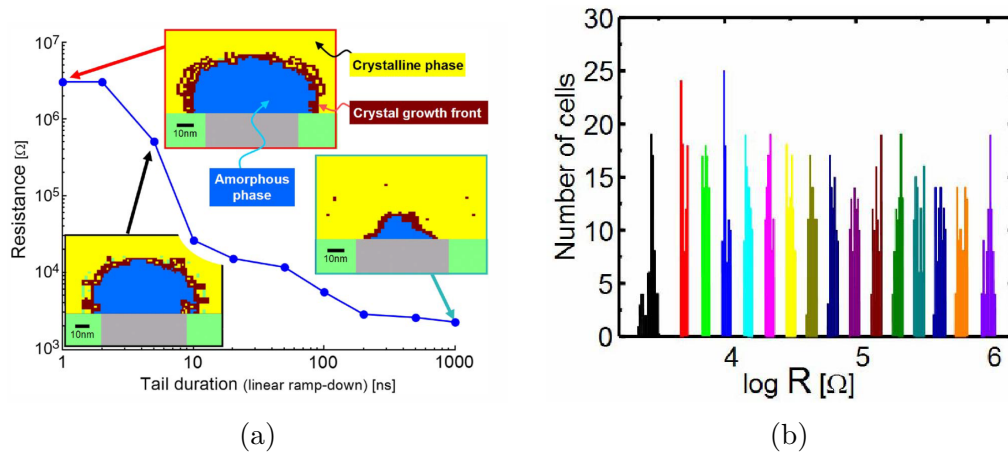 10⁷
10⁶
10⁵
10⁴
10³
Resistance [Ω]
Crystalline phase
Crystal growth front
Amorphous
phase
10nm
10nm
10nm
1
10
100
1000
Tail duration (linear ramp-down) [ns]
(a)
30
25
20
15
10
5
0
Number of cells
4
5
6
log R [Ω]
(b)